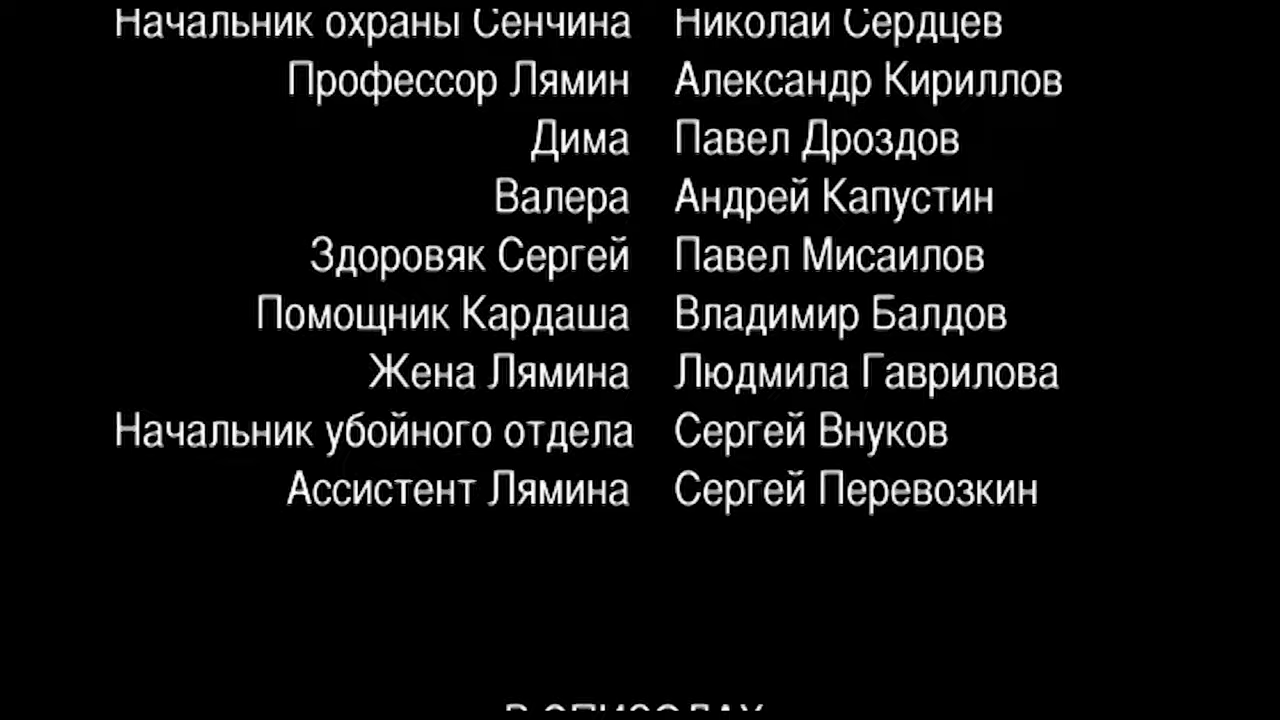 Начальник охраны Сенчина Николай Сердцев
Профессор Лямин Александр Кириллов
Дима Павел Дроздов
Валера Андрей Капустин
Здоровяк Сергей Павел Мисаилов
Помощник Кардаша Владимир Балдов
Жена Лямина Людмила Гаврилова
Начальник убойного отдела Сергей Внуков
Ассистент Лямина Сергей Перевозкин
В ЭПИЗОДАХ